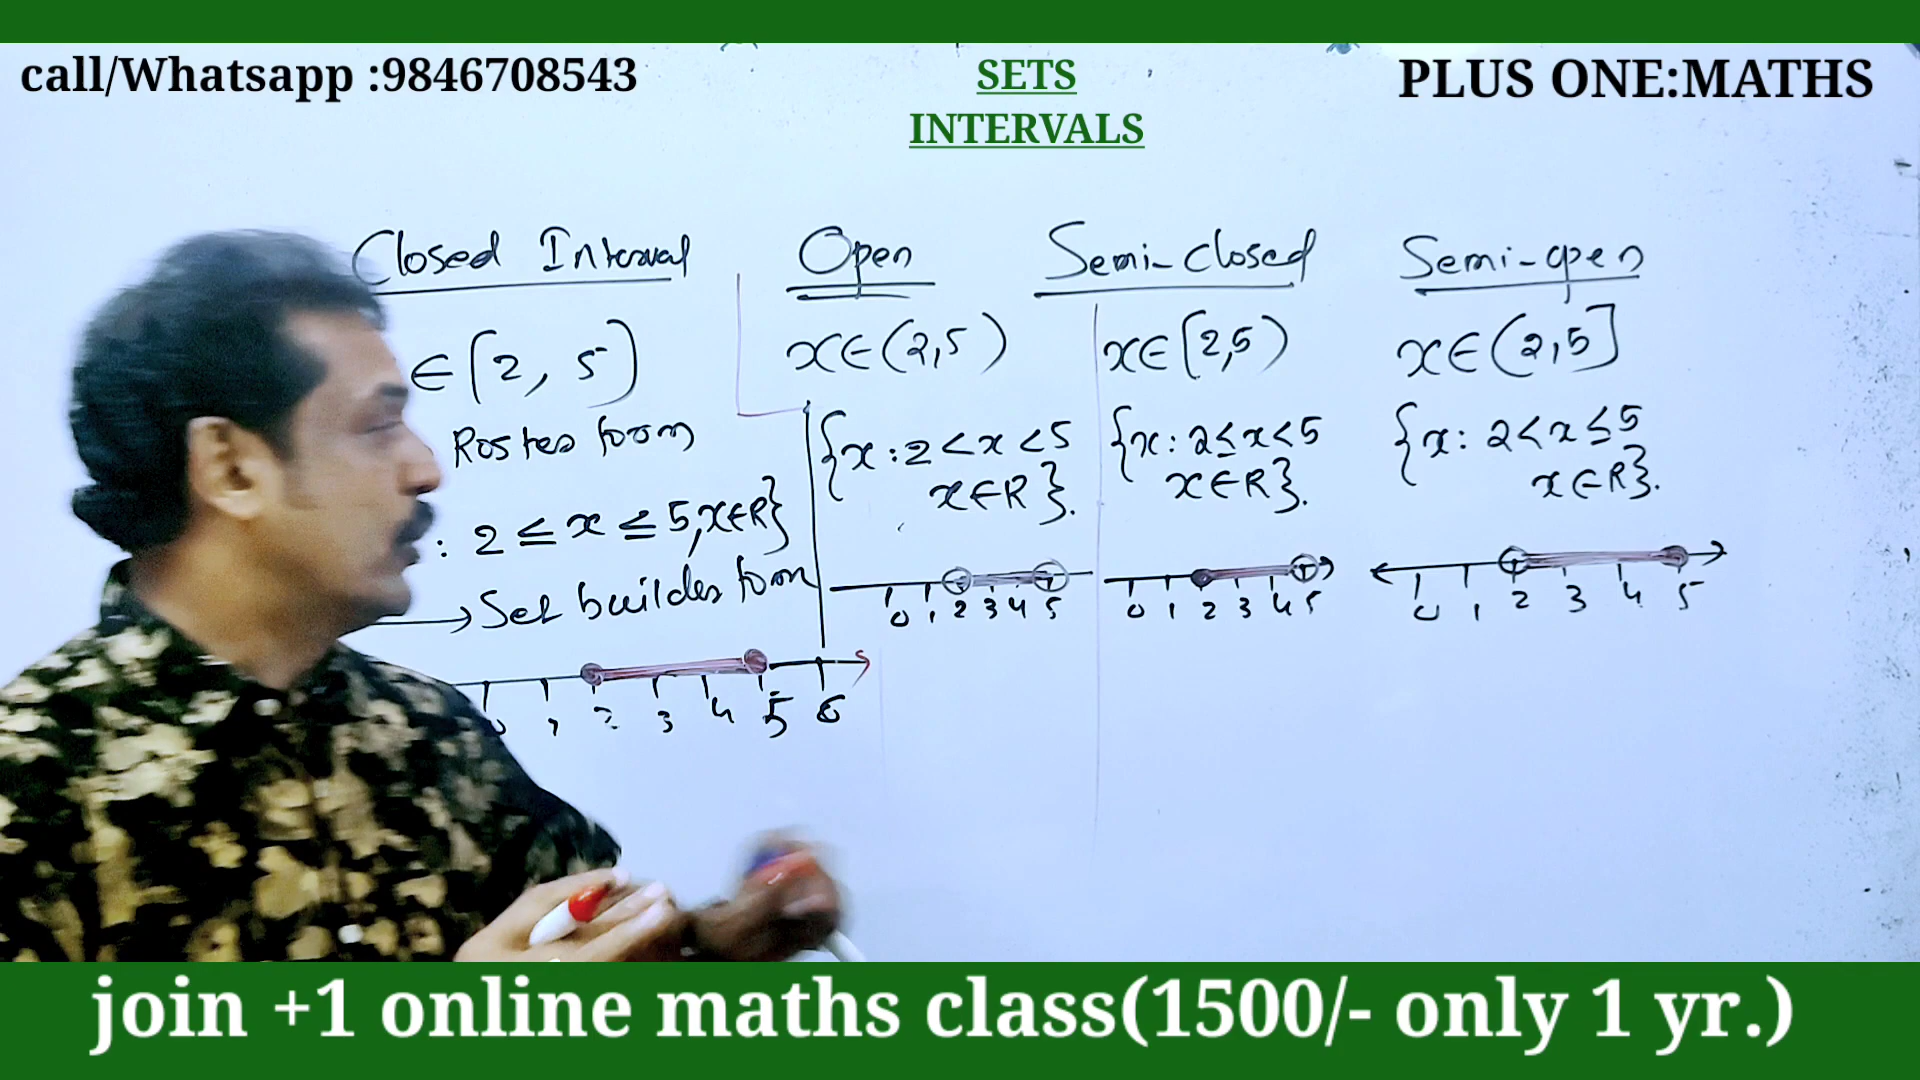 call/Whatsapp :9846708543
SETS
INTERVALS
PLUS ONE:MATHS
Closed Interval
∈ [2, 5]
Roster form
: 2 ≤ x ≤ 5, x∈R}
→ Set builder form
1 2 3 4 5 6
Open
x∈(2,5)
{x : 2 < x < 5
x∈R}.
0 1 2 3 4 5
Semi-closed
x∈[2,5)
{x : 2 ≤ x < 5
x∈R}.
0 1 2 3 4 5
Semi-open
x∈(2,5]
{x : 2 < x ≤ 5
x∈R}.
0 1 2 3 4 5
join +1 online maths class(1500/- only 1 yr.)